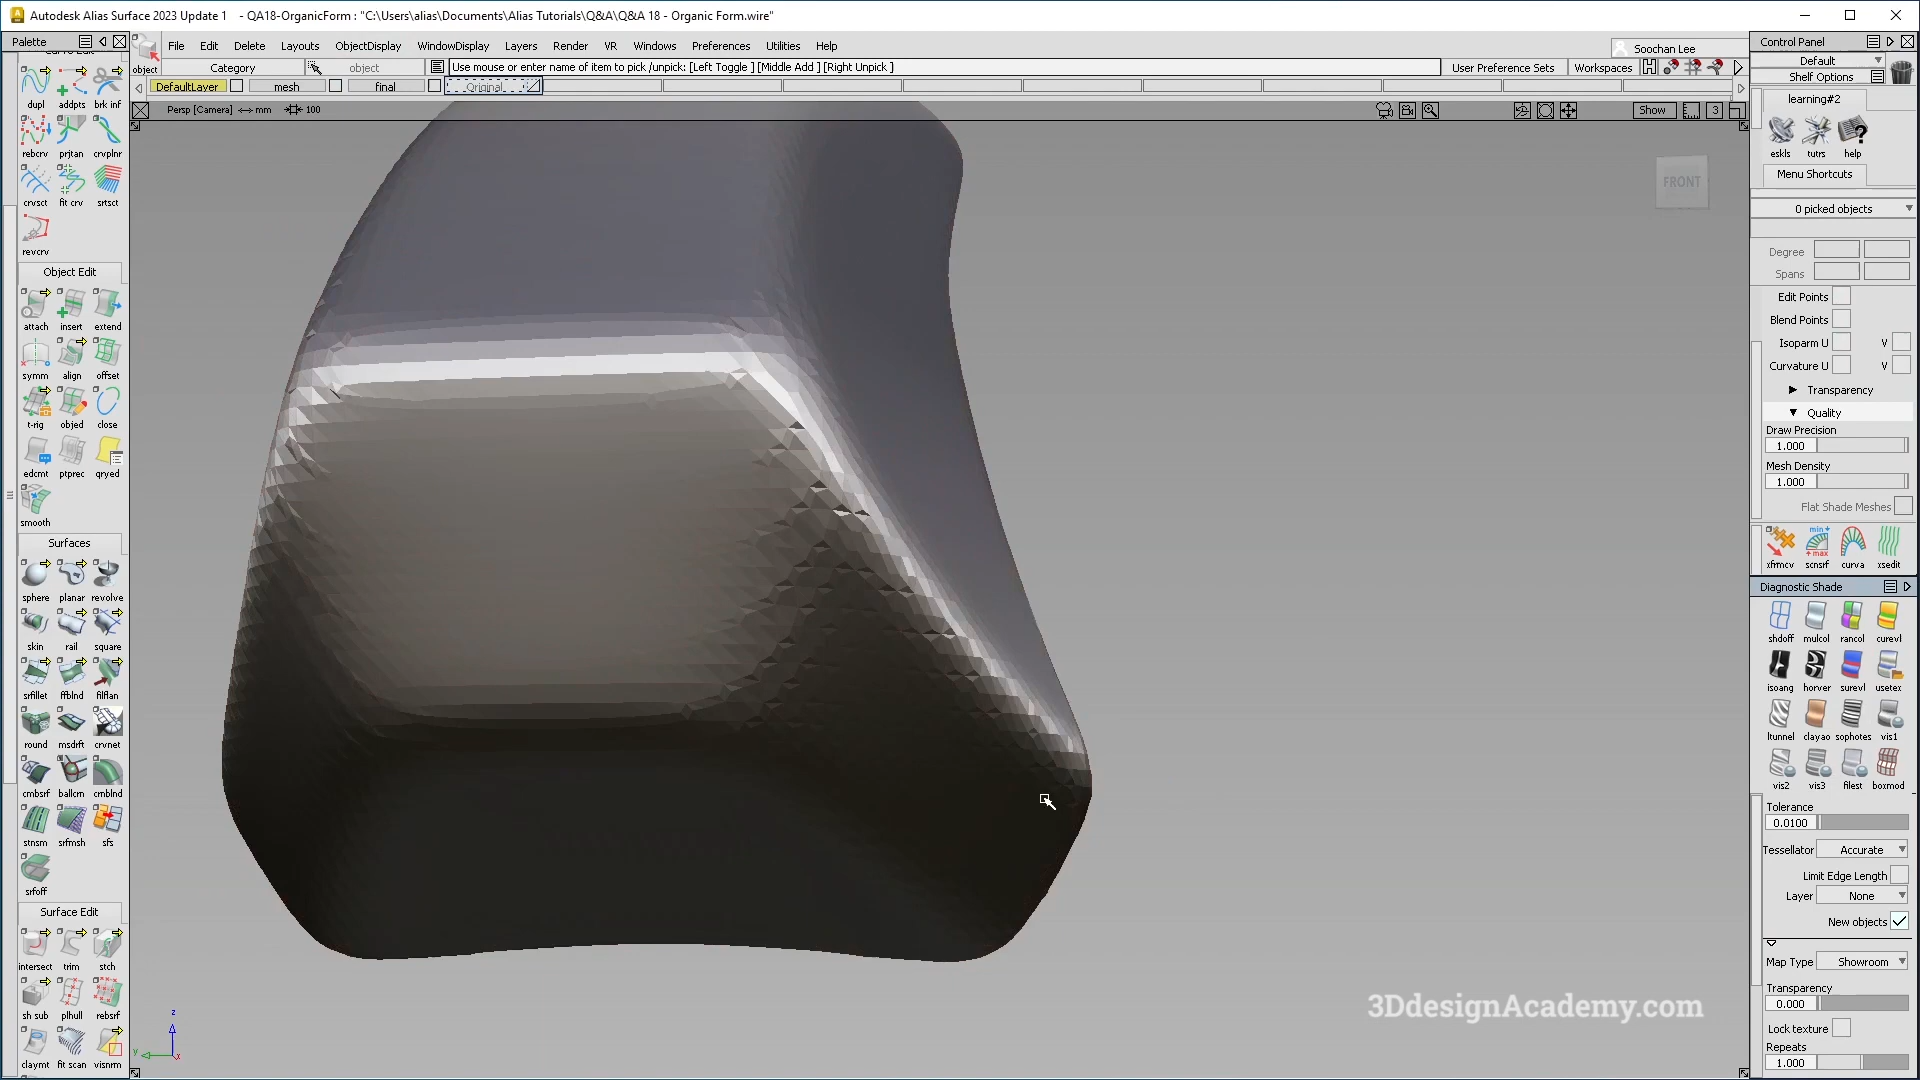 Autodesk Alias Surface 2023 Update 1 - QA18-OrganicForm : "C:\Users\alias\Documents\Alias Tutorials\Q&A\Q&A 18 - Organic Form.wire"
Palette
object
File Edit Delete Layouts ObjectDisplay WindowDisplay Layers Render VR Windows Preferences Utilities Help
Soochan Lee
Category
object
Use mouse or enter name of item to pick /unpick: [Left Toggle ] [Middle Add ] [Right Unpick ]
User Preference Sets
Workspaces
DefaultLayer
mesh
final
Original
Persp [Camera] mm 100
Show
3
FRONT
dupl addpts brk inf
rebcrv prjtan crvplnr
crvsct fit crv srtsct
revcrv
Object Edit
attach insert extend
symm align offset
t-rig objed close
edcmt ptprec qryed
smooth
Surfaces
sphere planar revolve
skin rail square
srfillet ffblnd filflan
round msdrft crvnet
cmbsrf ballcrn cmblnd
stnsm srfmsh sfs
srfoff
Surface Edit
intersect trim stch
sh sub plhull rebsrf
claymt fit scan visnrm
z
y
x
3DdesignAcademy.com
Control Panel
Default
Shelf Options
learning#2
eskls tutrs help
Menu Shortcuts
0 picked objects
Degree
Spans
Edit Points
Blend Points
Isoparm U V
Curvature U V
Transparency
Quality
Draw Precision
1.000
Mesh Density
1.000
Flat Shade Meshes
xfrmcv scnsrf curva xsedit
min
max
Diagnostic Shade
shdoff mulcol rancol curevl
isoang horver surevl usetex
ltunnel clayao sophotes vis1
vis2 vis3 filest boxmod
Tolerance
0.0100
Tessellator Accurate
Limit Edge Length
Layer None
New objects
Map Type Showroom
Transparency
0.000
Lock texture
Repeats
1.000